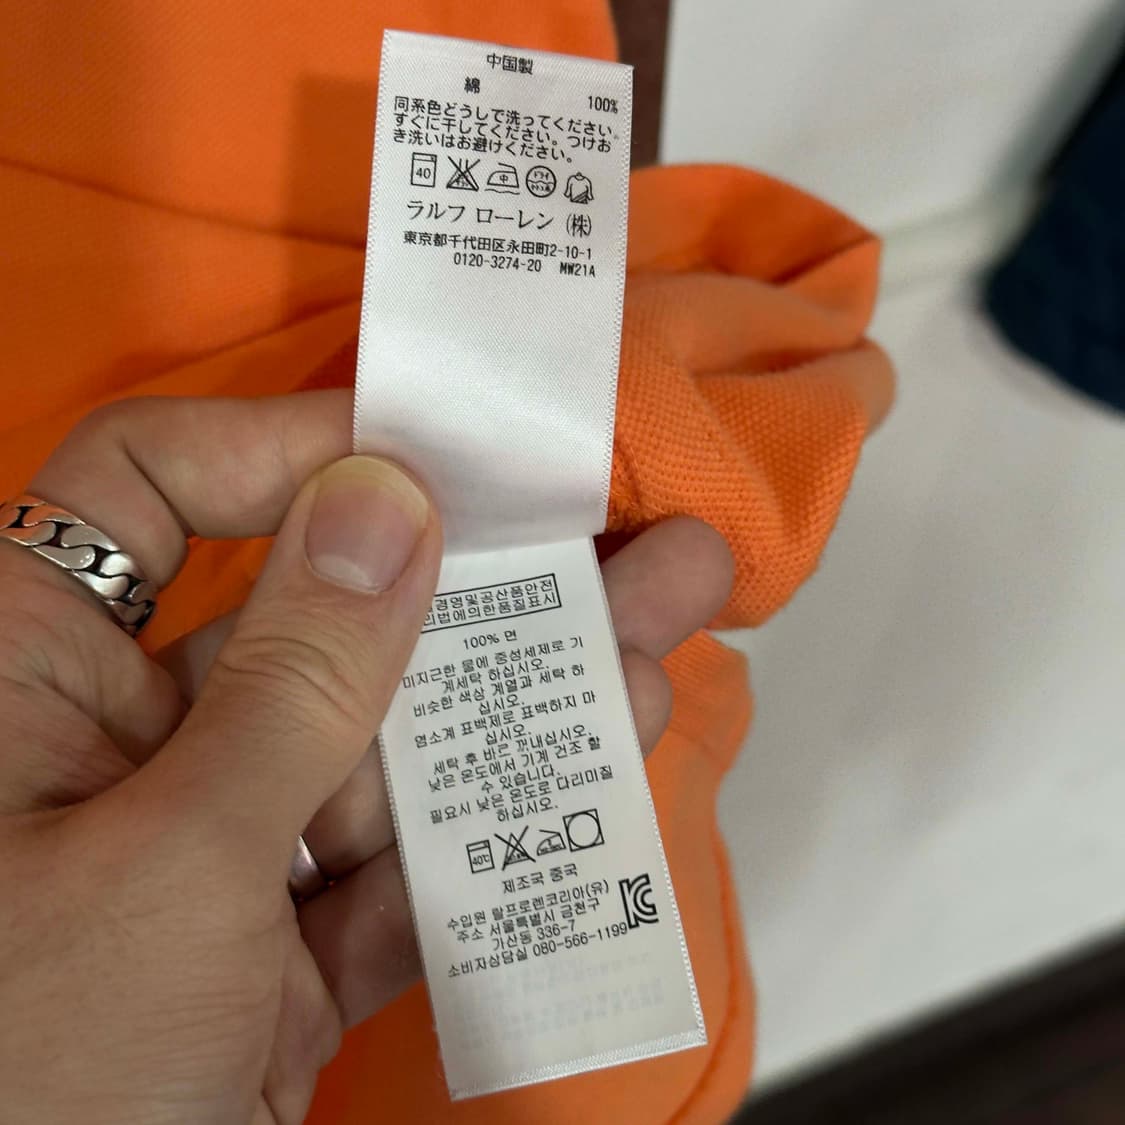 中国製
綿 100%
同系色どうしで洗ってください。
すぐに干してください。つけお
き洗いはお避けください。
40 中 ドライ
ラルフ ローレン (株)
東京都千代田区永田町2-10-1
0120-3274-20 MW21A
경영및공산품안전
리법에의한품질표시
100% 면
미지근한 물에 중성세제로 기
계세탁 하십시오.
비슷한 색상 계열과 세탁 하
십시오.
염소계 표백제로 표백하지 마
십시오.
세탁 후 바르 꺼내십시오.
낮은 온도에서 기계 건조 할
수 있습니다.
필요시 낮은 온도로 다리미질
하십시오.
40℃
제조국 중국
수입원 랄프로렌코리아(유)
주소 서울특별시 금천구
가산동 336-7
소비자상담실 080-566-1199